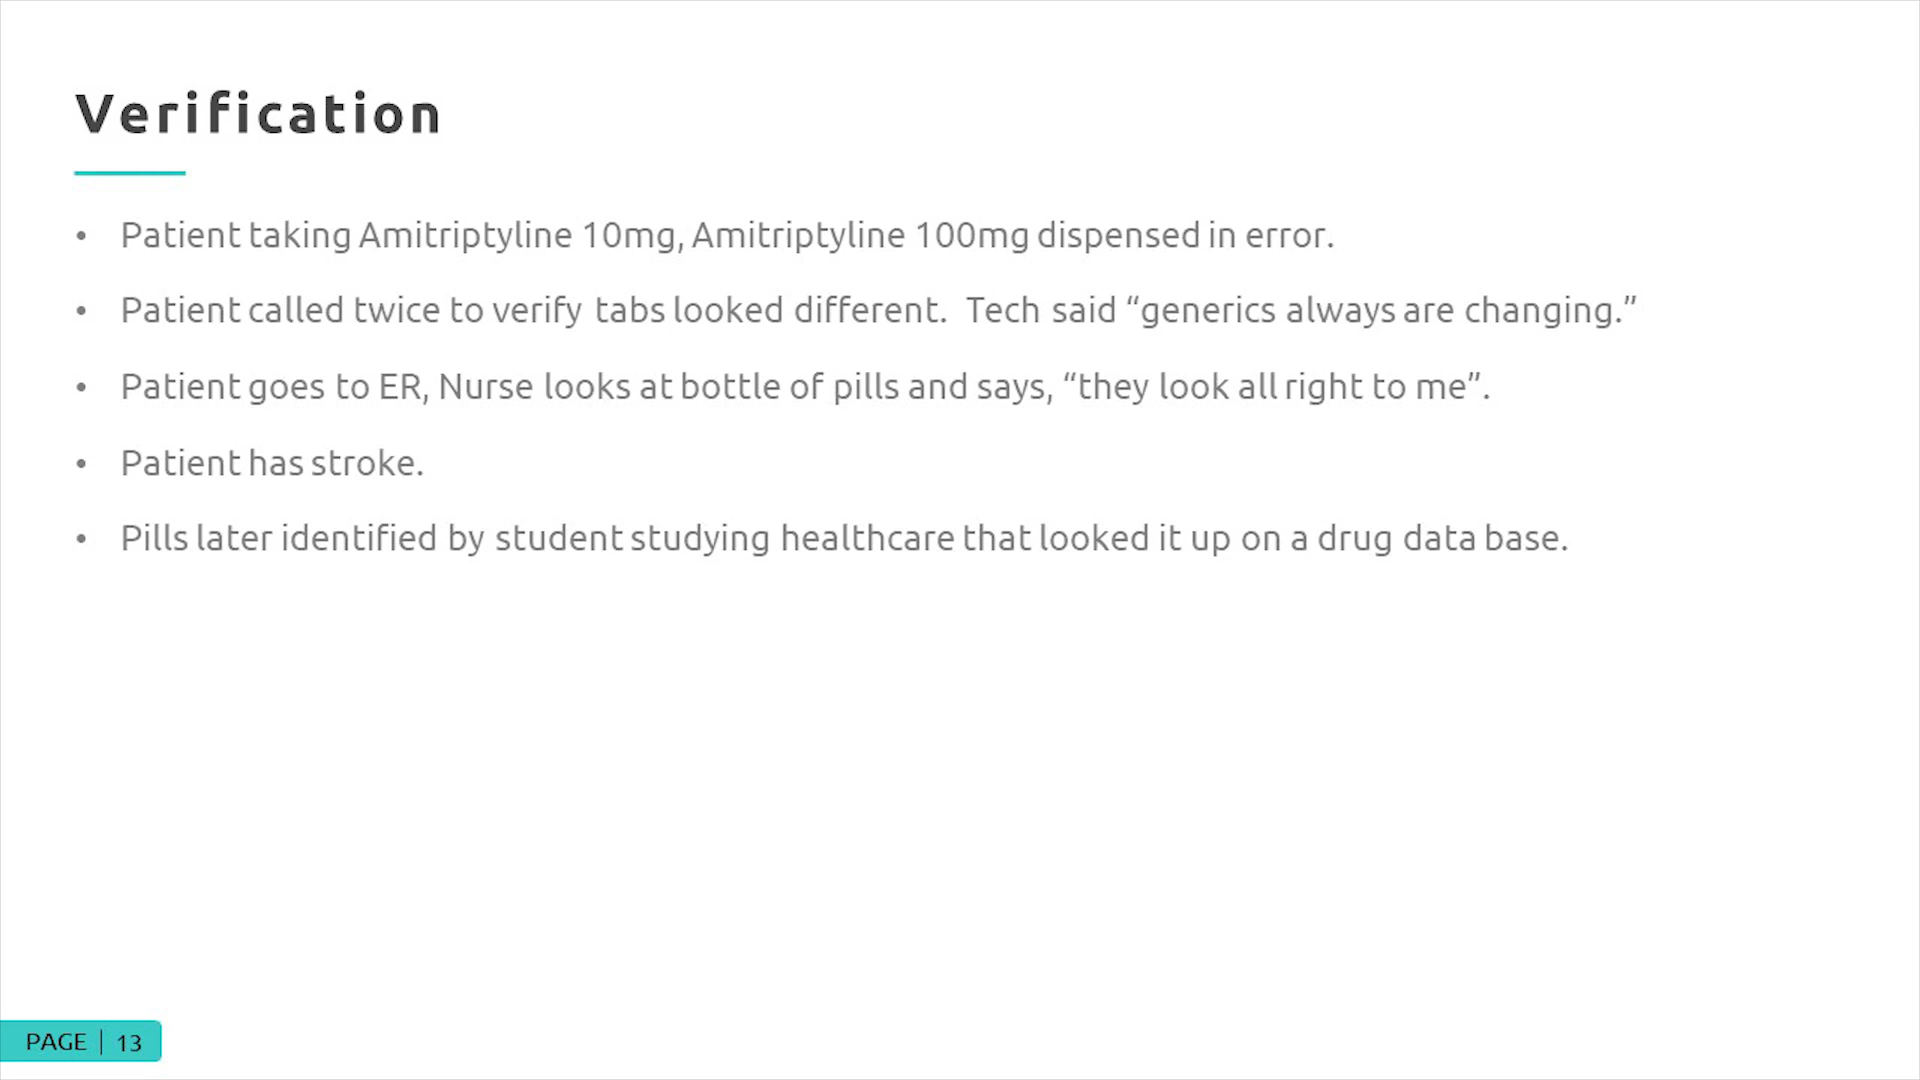 Verification
• Patient taking Amitriptyline 10mg, Amitriptyline 100mg dispensed in error.
• Patient called twice to verify tabs looked different.  Tech said “generics always are changing.”
• Patient goes to ER, Nurse looks at bottle of pills and says, “they look all right to me”.
• Patient has stroke.
• Pills later identified by student studying healthcare that looked it up on a drug data base.
PAGE | 13